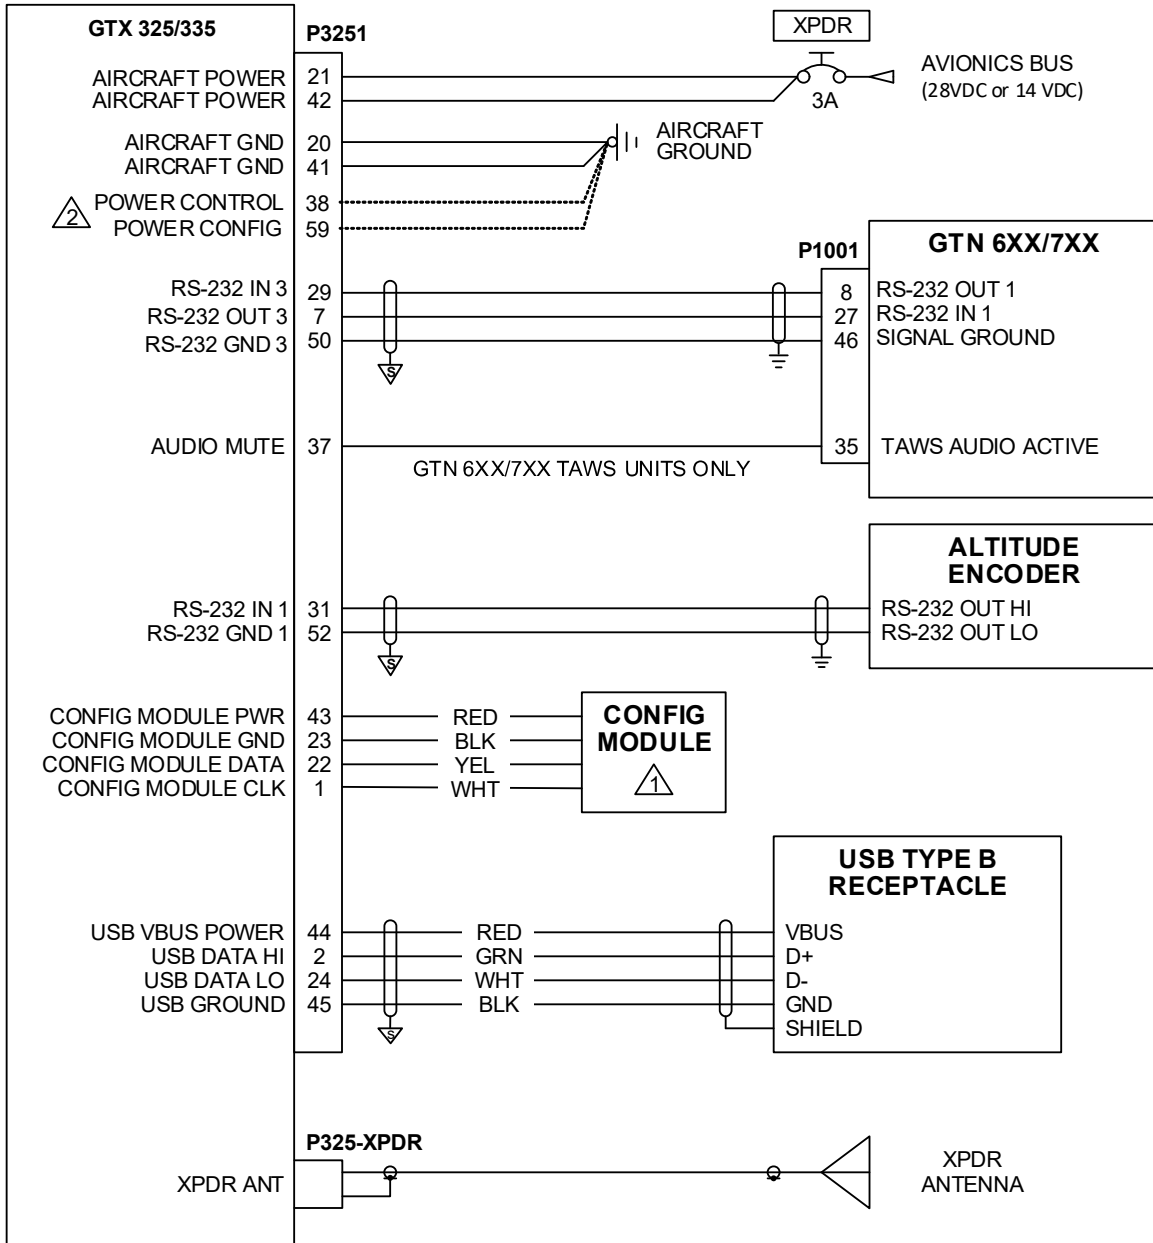 GTX 325/335
P3251
XPDR
AIRCRAFT POWER 21
AIRCRAFT POWER 42
3A
AVIONICS BUS
(28VDC or 14 VDC)
AIRCRAFT GND 20
AIRCRAFT GND 41
AIRCRAFT
GROUND
2 POWER CONTROL 38
POWER CONFIG 59
P1001
GTN 6XX/7XX
RS-232 IN 3 29 8 RS-232 OUT 1
RS-232 OUT 3 7 27 RS-232 IN 1
RS-232 GND 3 50 46 SIGNAL GROUND
S
AUDIO MUTE 37 35 TAWS AUDIO ACTIVE
GTN 6XX/7XX TAWS UNITS ONLY
ALTITUDE
ENCODER
RS-232 IN 1 31 RS-232 OUT HI
RS-232 GND 1 52 RS-232 OUT LO
S
CONFIG MODULE PWR 43 RED
CONFIG MODULE GND 23 BLK
CONFIG MODULE DATA 22 YEL
CONFIG MODULE CLK 1 WHT
CONFIG
MODULE
1
USB TYPE B
RECEPTACLE
USB VBUS POWER 44 RED VBUS
USB DATA HI 2 GRN D+
USB DATA LO 24 WHT D-
USB GROUND 45 BLK GND
S SHIELD
P325-XPDR
XPDR ANT
XPDR
ANTENNA